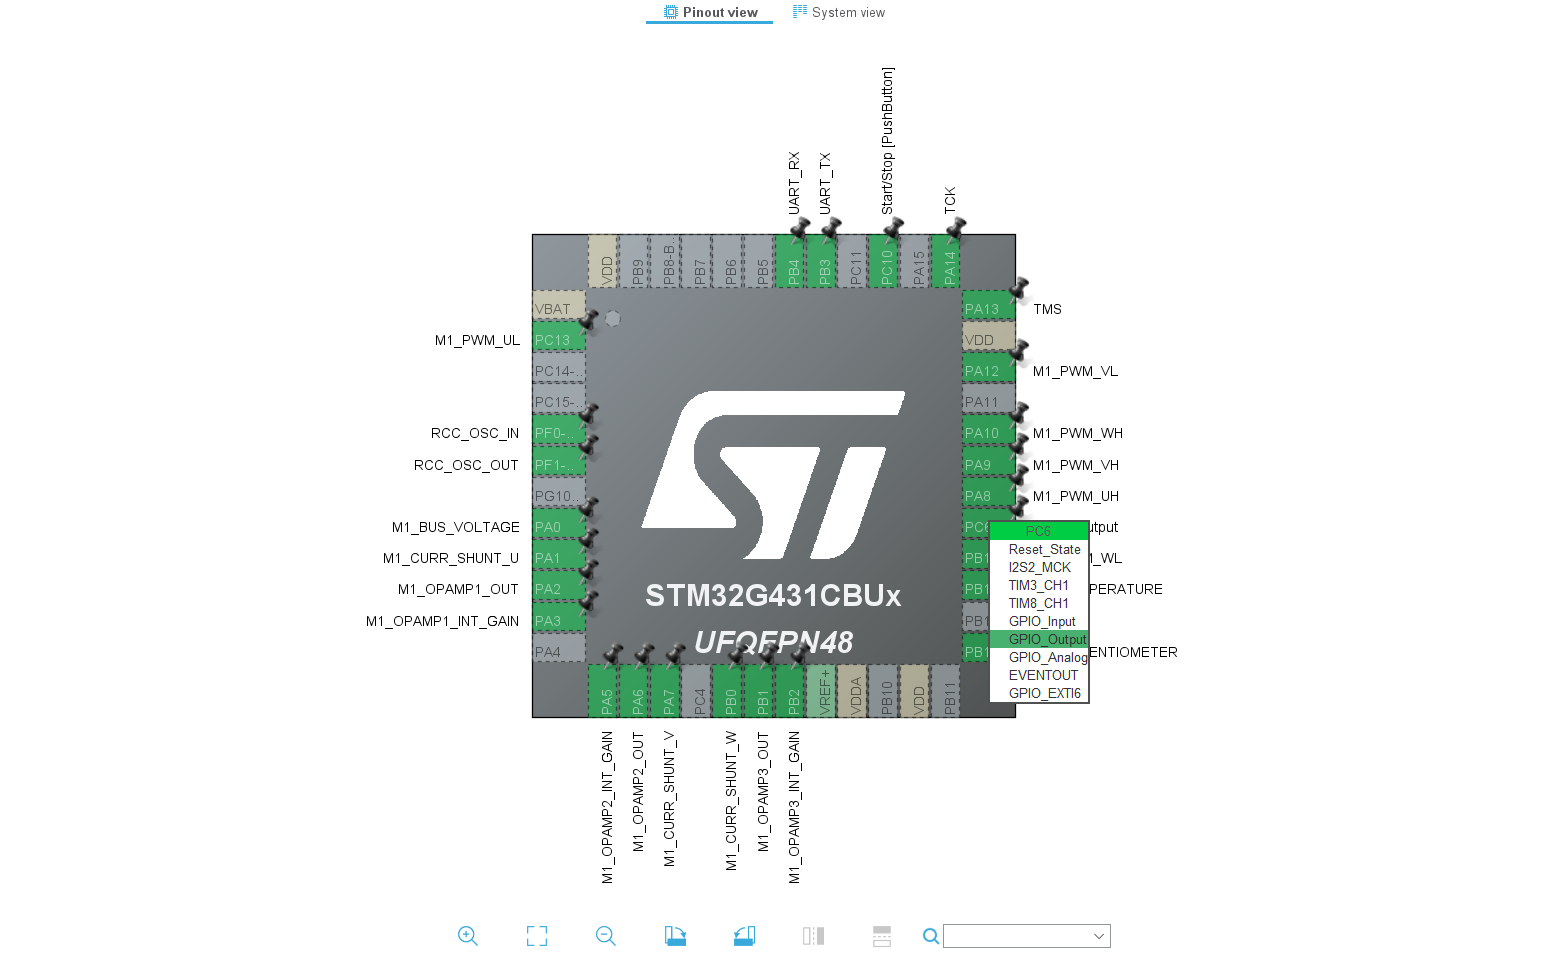 Pinout view
System view
UART_RX
UART_TX
Start/Stop [PushButton]
TCK
VDD
PB9
PB8-B..
PB7
PB6
PB5
PB4
PB3
PC11
PC10
PA15
PA14
VBAT
M1_PWM_UL
PC13
PC14-..
PC15-..
RCC_OSC_IN
PF0-..
RCC_OSC_OUT
PF1-..
PG10..
M1_BUS_VOLTAGE
PA0
M1_CURR_SHUNT_U
PA1
M1_OPAMP1_OUT
PA2
M1_OPAMP1_INT_GAIN
PA3
PA4
ST
STM32G431CBUx
UFQFPN48
PA13
TMS
VDD
PA12
M1_PWM_VL
PA11
PA10
M1_PWM_WH
PA9
M1_PWM_VH
PA8
M1_PWM_UH
PC6
utput
PB1
_WL
PB1
PERATURE
PB1
PB1
ENTIOMETER
PC6
Reset_State
I2S2_MCK
TIM3_CH1
TIM8_CH1
GPIO_Input
GPIO_Output
GPIO_Analog
EVENTOUT
GPIO_EXTI6
PA5
PA6
PA7
PC4
PB0
PB1
PB2
VREF+
VDDA
PB10
VDD
PB11
M1_OPAMP2_INT_GAIN
M1_OPAMP2_OUT
M1_CURR_SHUNT_V
M1_CURR_SHUNT_W
M1_OPAMP3_OUT
M1_OPAMP3_INT_GAIN